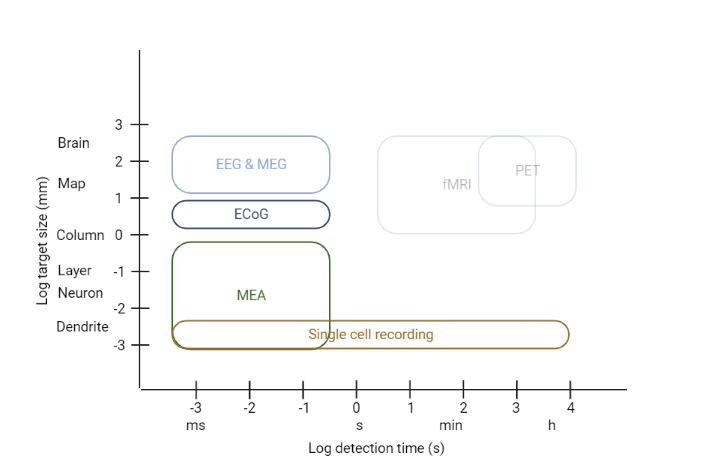 3
Brain
2
EEG & MEG
PET
Map
fMRI
1
ECoG
Column 0
Log target size (mm)
Layer -1
Neuron
MEA
-2
Dendrite
Single cell recording
-3
-3 -2 -1 0 1 2 3 4
ms s min h
Log detection time (s)